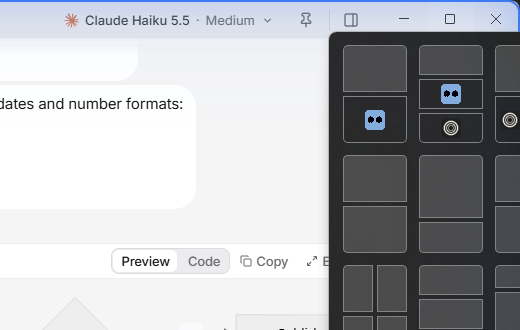 Claude Haiku 5.5 · Medium
dates and number formats:
Preview Code Copy